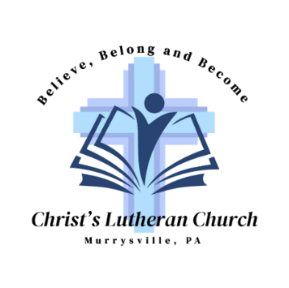 Believe, Belong and Become
Christ's Lutheran Church
Murrysville, PA